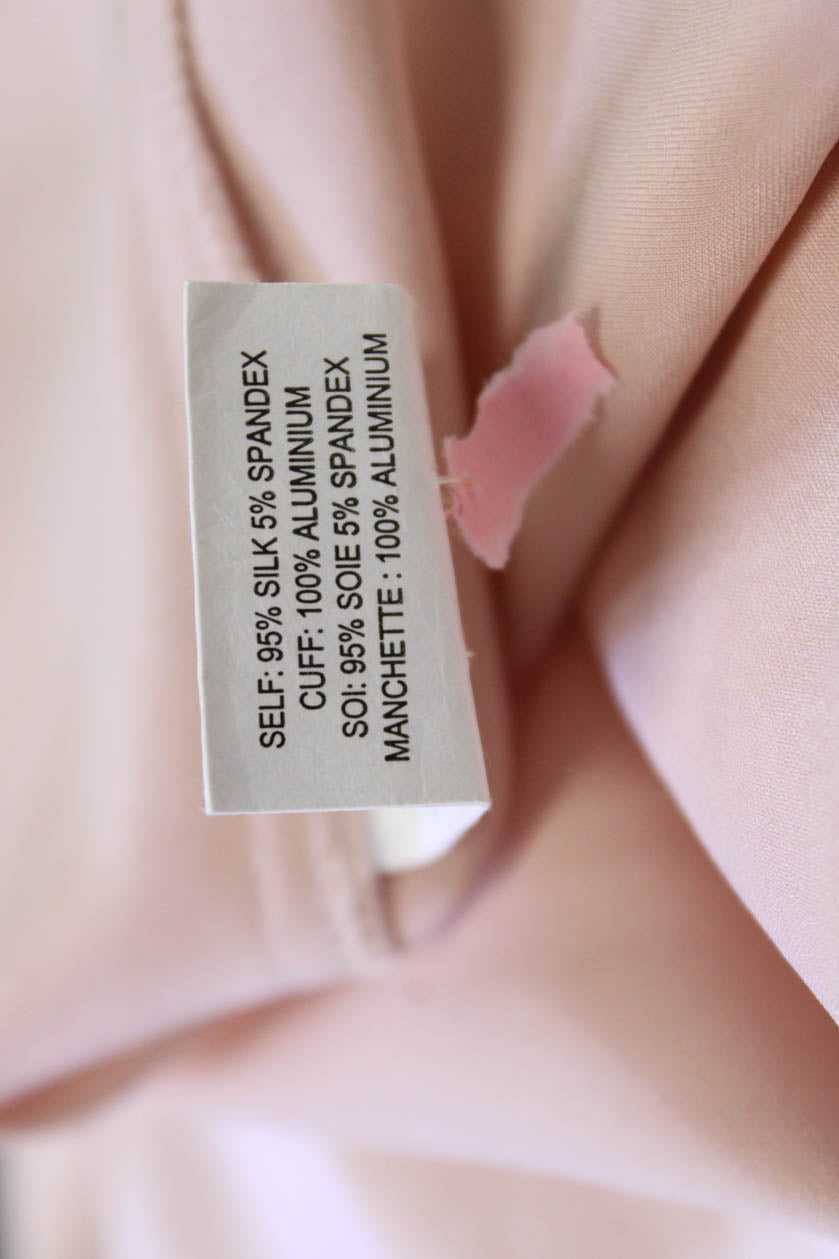 SELF: 95% SILK 5% SPANDEX
CUFF: 100% ALUMINIUM
SOI: 95% SOIE 5% SPANDEX
MANCHETTE : 100% ALUMINIUM